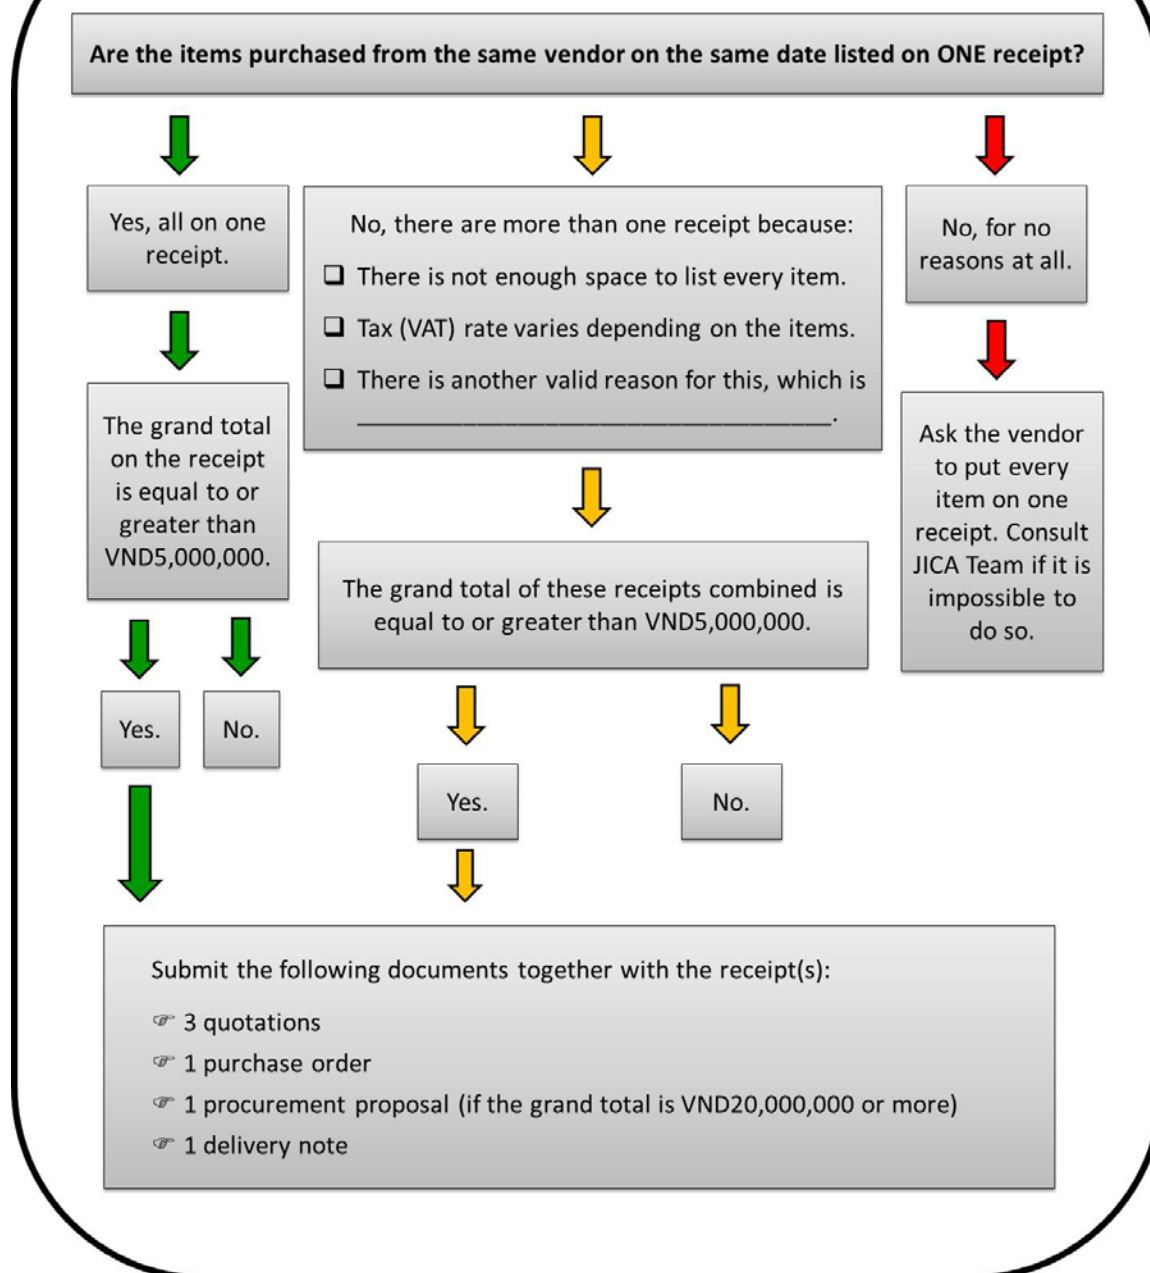 Are the items purchased from the same vendor on the same date listed on ONE receipt?
Yes, all on one
receipt.
No, there are more than one receipt because:
❑ There is not enough space to list every item.
❑ Tax (VAT) rate varies depending on the items.
❑ There is another valid reason for this, which is
___________________________________.
No, for no
reasons at all.
The grand total
on the receipt
is equal to or
greater than
VND5,000,000.
Yes.
No.
The grand total of these receipts combined is
equal to or greater than VND5,000,000.
Yes.
No.
Ask the vendor
to put every
item on one
receipt. Consult
JICA Team if it is
impossible to
do so.
Submit the following documents together with the receipt(s):
☞ 3 quotations
☞ 1 purchase order
☞ 1 procurement proposal (if the grand total is VND20,000,000 or more)
☞ 1 delivery note